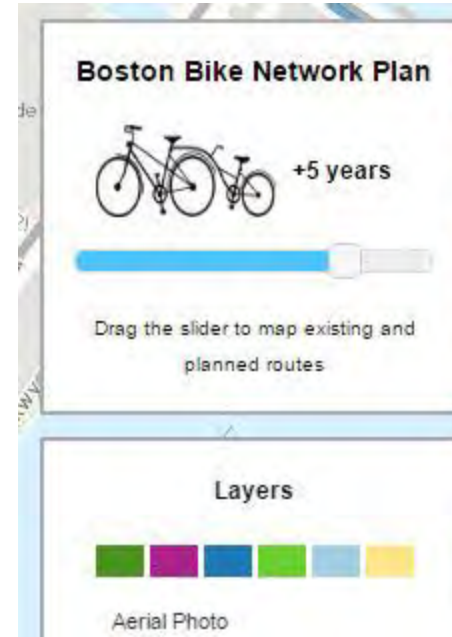 Boston Bike Network Plan
+5 years
Drag the slider to map existing and
planned routes
Layers
Aerial Photo